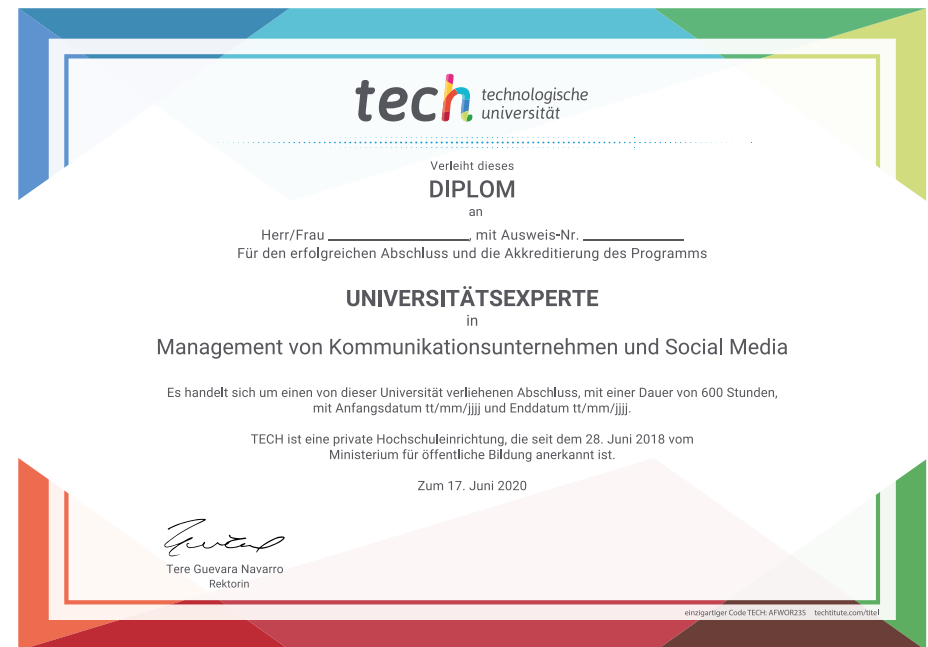 tech technologische
universität
Verleiht dieses
DIPLOM
an
Herr/Frau ____________, mit Ausweis-Nr. ____________
Für den erfolgreichen Abschluss und die Akkreditierung des Programms
UNIVERSITÄTSEXPERTE
in
Management von Kommunikationsunternehmen und Social Media
Es handelt sich um einen von dieser Universität verliehenen Abschluss, mit einer Dauer von 600 Stunden,
mit Anfangsdatum tt/mm/jjjj und Enddatum tt/mm/jjjj.
TECH ist eine private Hochschuleinrichtung, die seit dem 28. Juni 2018 vom
Ministerium für öffentliche Bildung anerkannt ist.
Zum 17. Juni 2020
Tere Guevara Navarro
Rektorin
einzigartiger Code TECH: AFWOR23S techtitute.com/titel